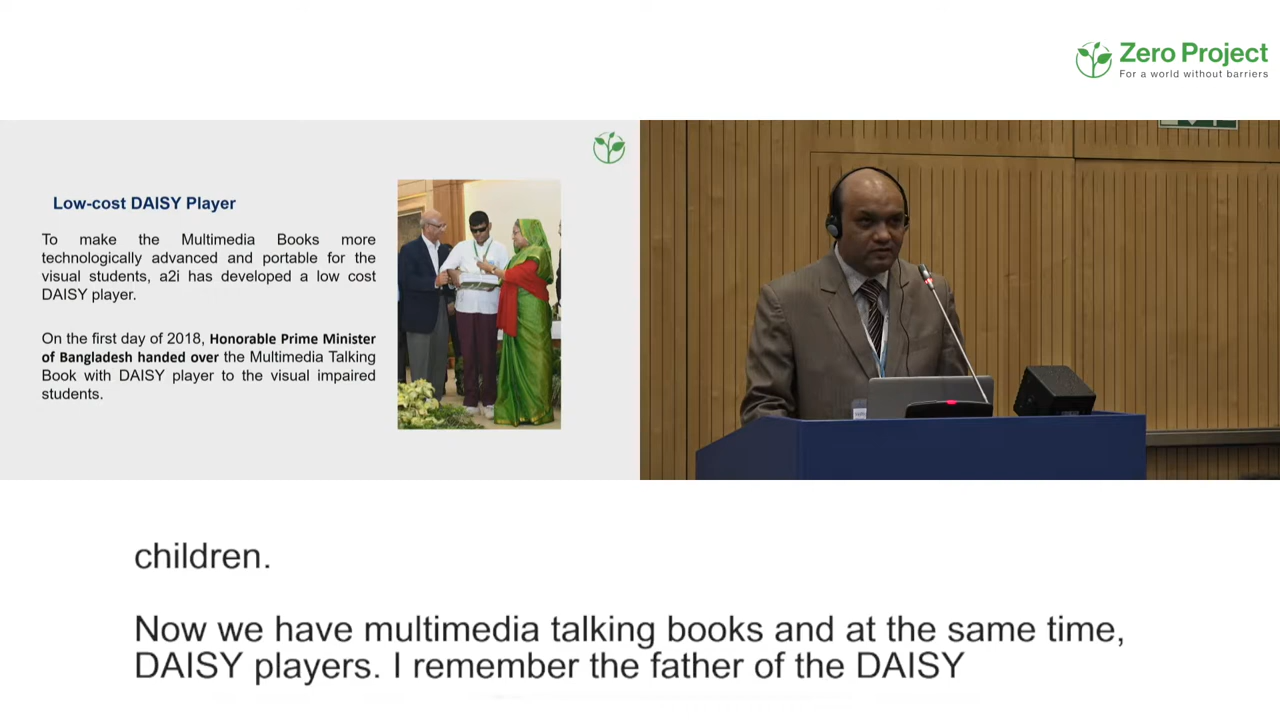 Zero Project
For a world without barriers
Low-cost DAISY Player
To make the Multimedia Books more
technologically advanced and portable for the
visual students, a2i has developed a low cost
DAISY player.
On the first day of 2018, Honorable Prime Minister
of Bangladesh handed over the Multimedia Talking
Book with DAISY player to the visual impaired
students.
children.
Now we have multimedia talking books and at the same time,
DAISY players. I remember the father of the DAISY